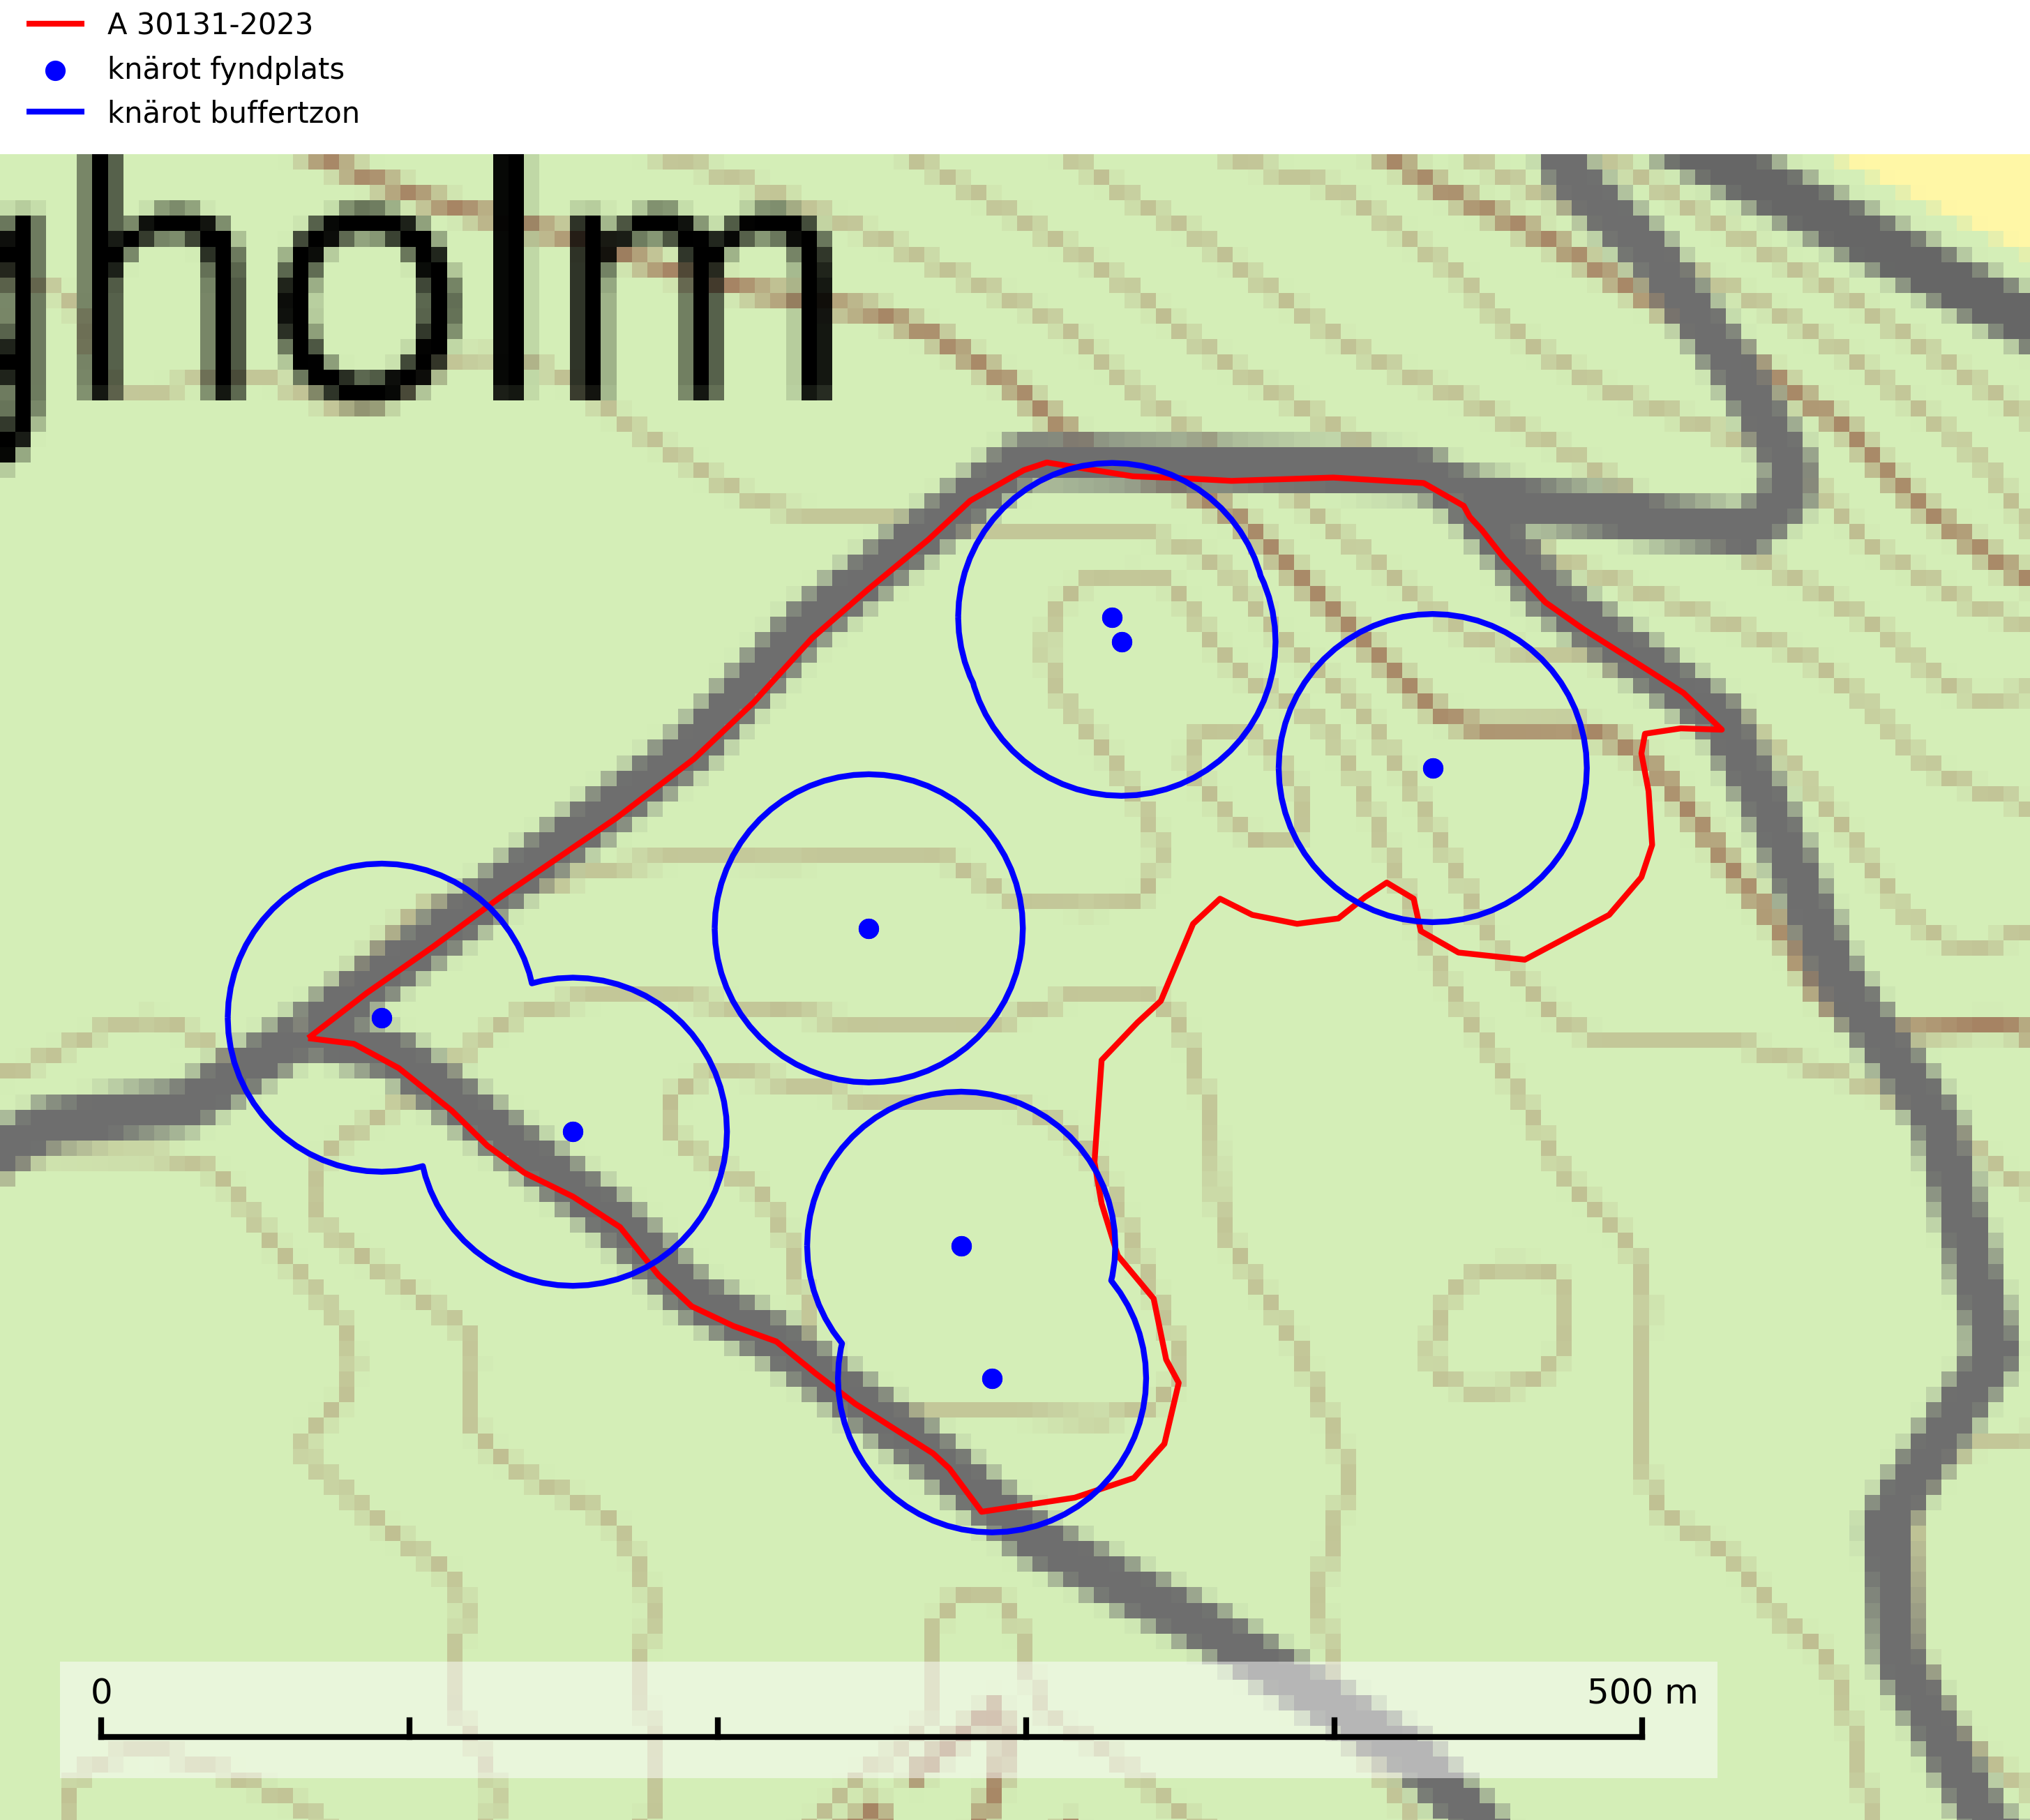 A 30131-2023
knärot fyndplats
knärot buffertzon
gholm
0 500 m